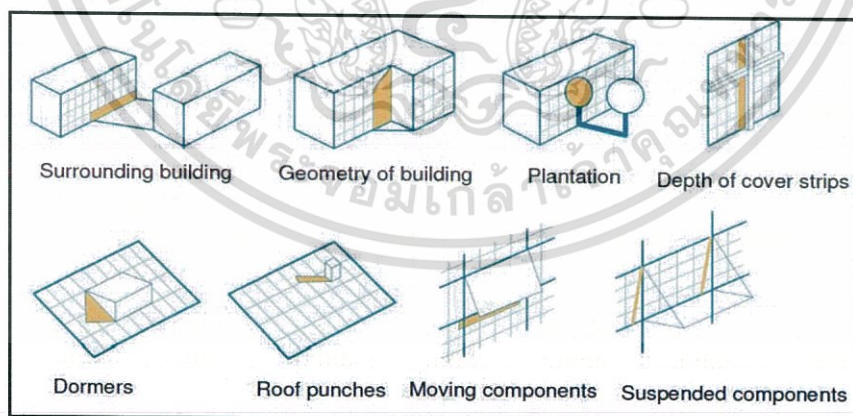 Surrounding building
Geometry of building
Plantation
Depth of cover strips
Dormers
Roof punches
Moving components
Suspended components